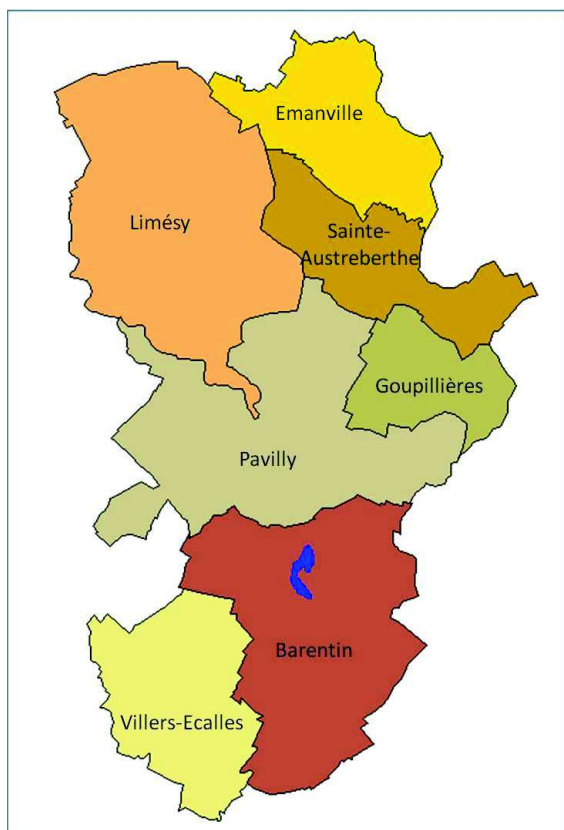 Emanville
Limésy
Sainte-
Austreberthe
Goupillières
Pavilly
Barentin
Villers-Ecalles